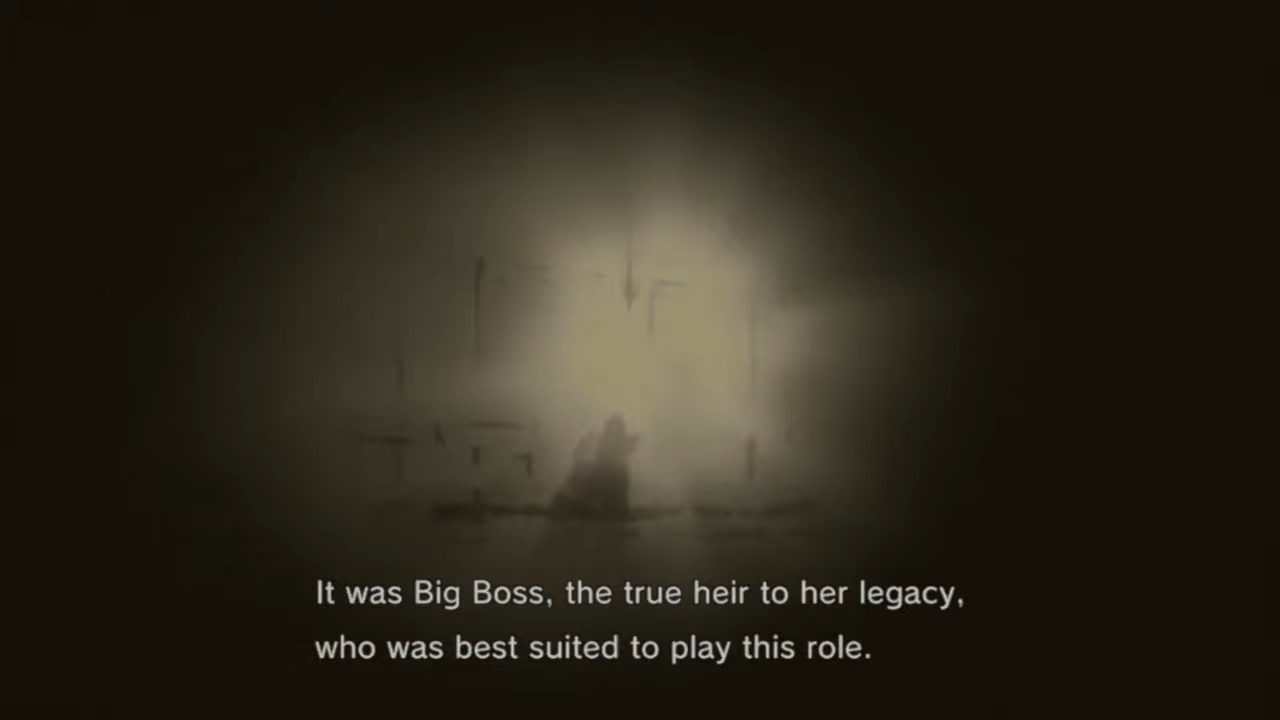 It was Big Boss, the true heir to her legacy,
who was best suited to play this role.